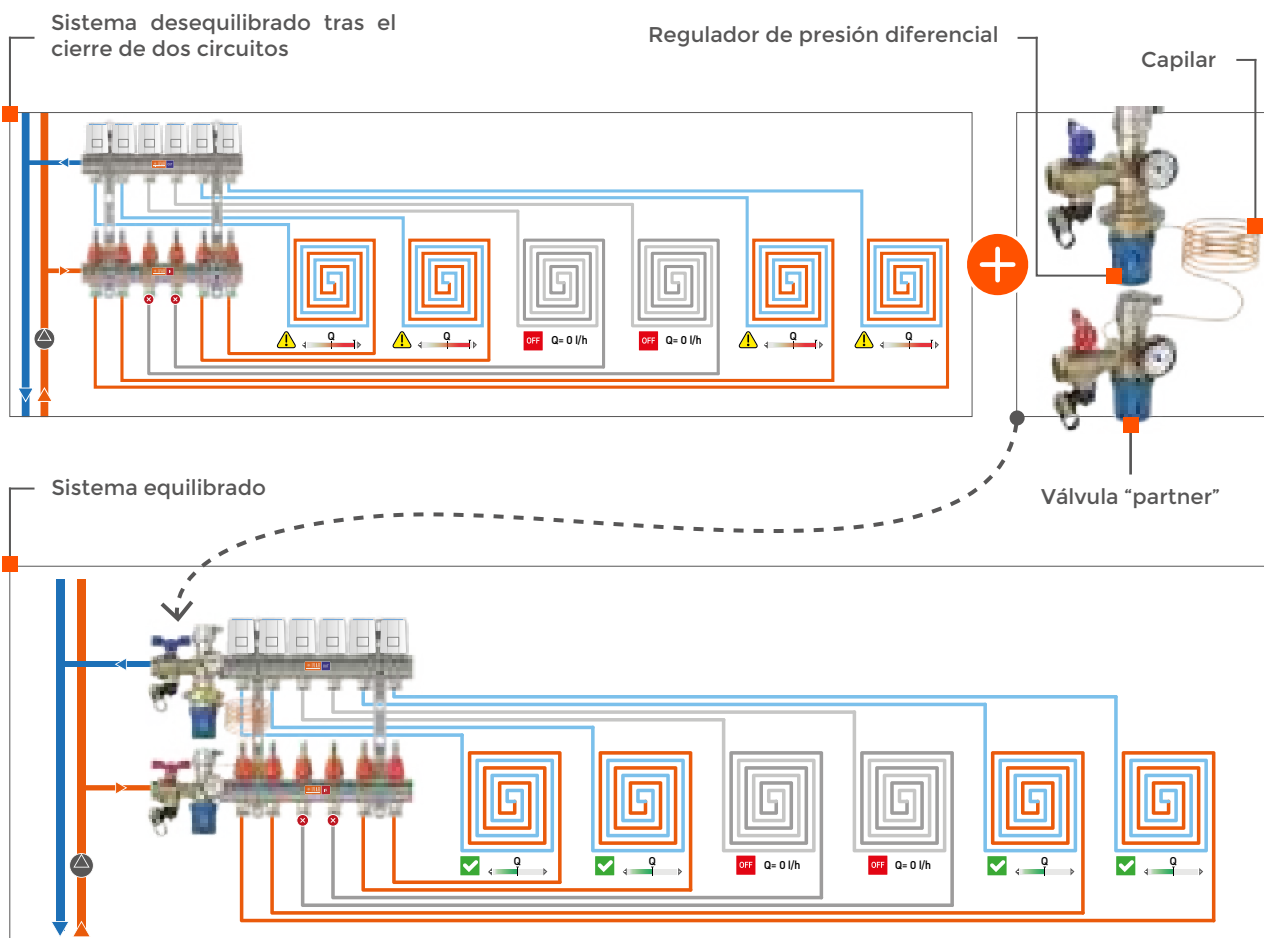 Sistema desequilibrado tras el
cierre de dos circuitos
Regulador de presión diferencial
Capilar
Q
Q
OFF Q= 0 l/h
OFF Q= 0 l/h
Q
Q
Válvula “partner”
Sistema equilibrado
Q
Q
OFF Q= 0 l/h
OFF Q= 0 l/h
Q
Q